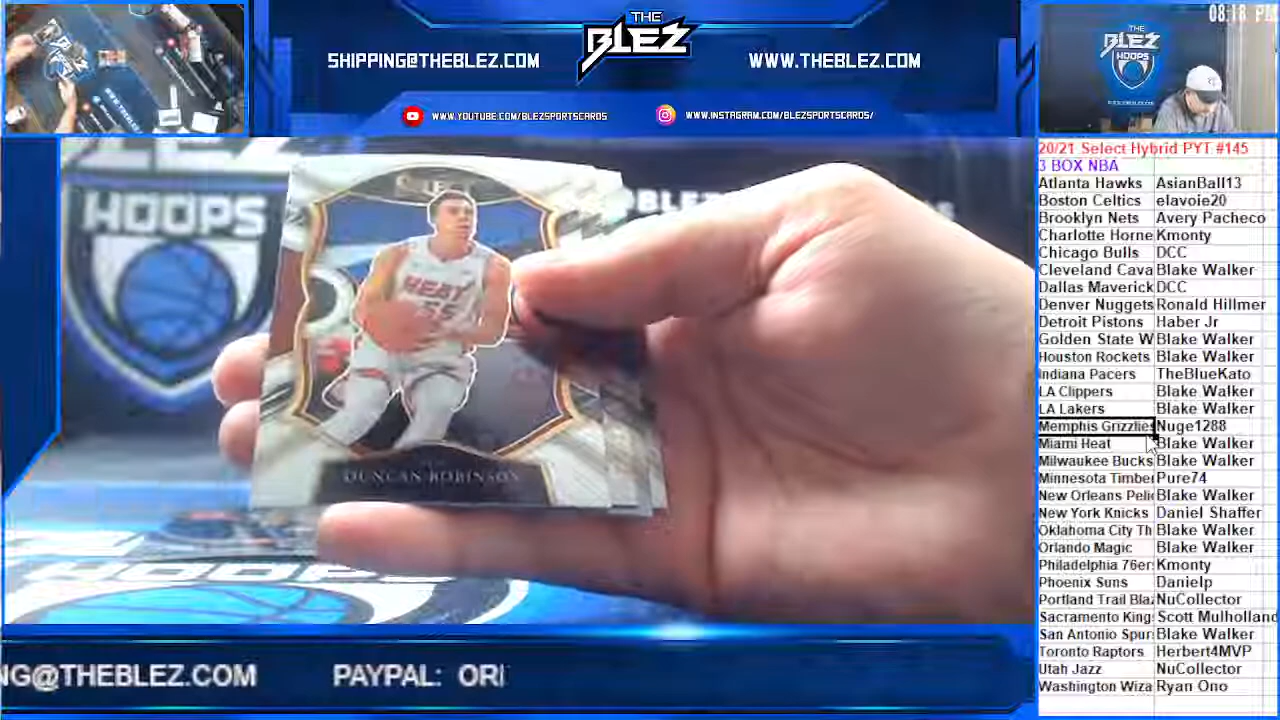 08:18 PM
THE
BLEZ
SHIPPING@THEBLEZ.COM
WWW.THEBLEZ.COM
WWW.YOUTUBE.COM/BLEZSPORTSCARDS
WWW.INSTAGRAM.COM/BLEZSPORTSCARDS/
THE
BLEZ
HOOPS
20/21 Select Hybrid PYT #145
3 BOX NBA
Atlanta Hawks AsianBall13
Boston Celtics elavoie20
Brooklyn Nets Avery Pacheco
Charlotte Horne Kmonty
Chicago Bulls DCC
Cleveland Cava Blake Walker
Dallas Maverick DCC
Denver Nuggets Ronald Hillmer
Detroit Pistons Haber Jr
Golden State W Blake Walker
Houston Rockets Blake Walker
Indiana Pacers TheBlueKato
LA Clippers Blake Walker
LA Lakers Blake Walker
Memphis Grizzlies Nuge1288
Miami Heat Blake Walker
Milwaukee Bucks Blake Walker
Minnesota Timbe Pure74
New Orleans Peli Blake Walker
New York Knicks Daniel Shaffer
Oklahoma City Th Blake Walker
Orlando Magic Blake Walker
Philadelphia 76er Kmonty
Phoenix Suns Danielp
Portland Trail Bla NuCollector
Sacramento King Scott Mulholland
San Antonio Spur Blake Walker
Toronto Raptors Herbert4MVP
Utah Jazz NuCollector
Washington Wiza Ryan Ono
HOOPS
SELECT
HEAT
55
DUNCAN ROBINSON
HOOPS
NG@THEBLEZ.COM PAYPAL: ORI